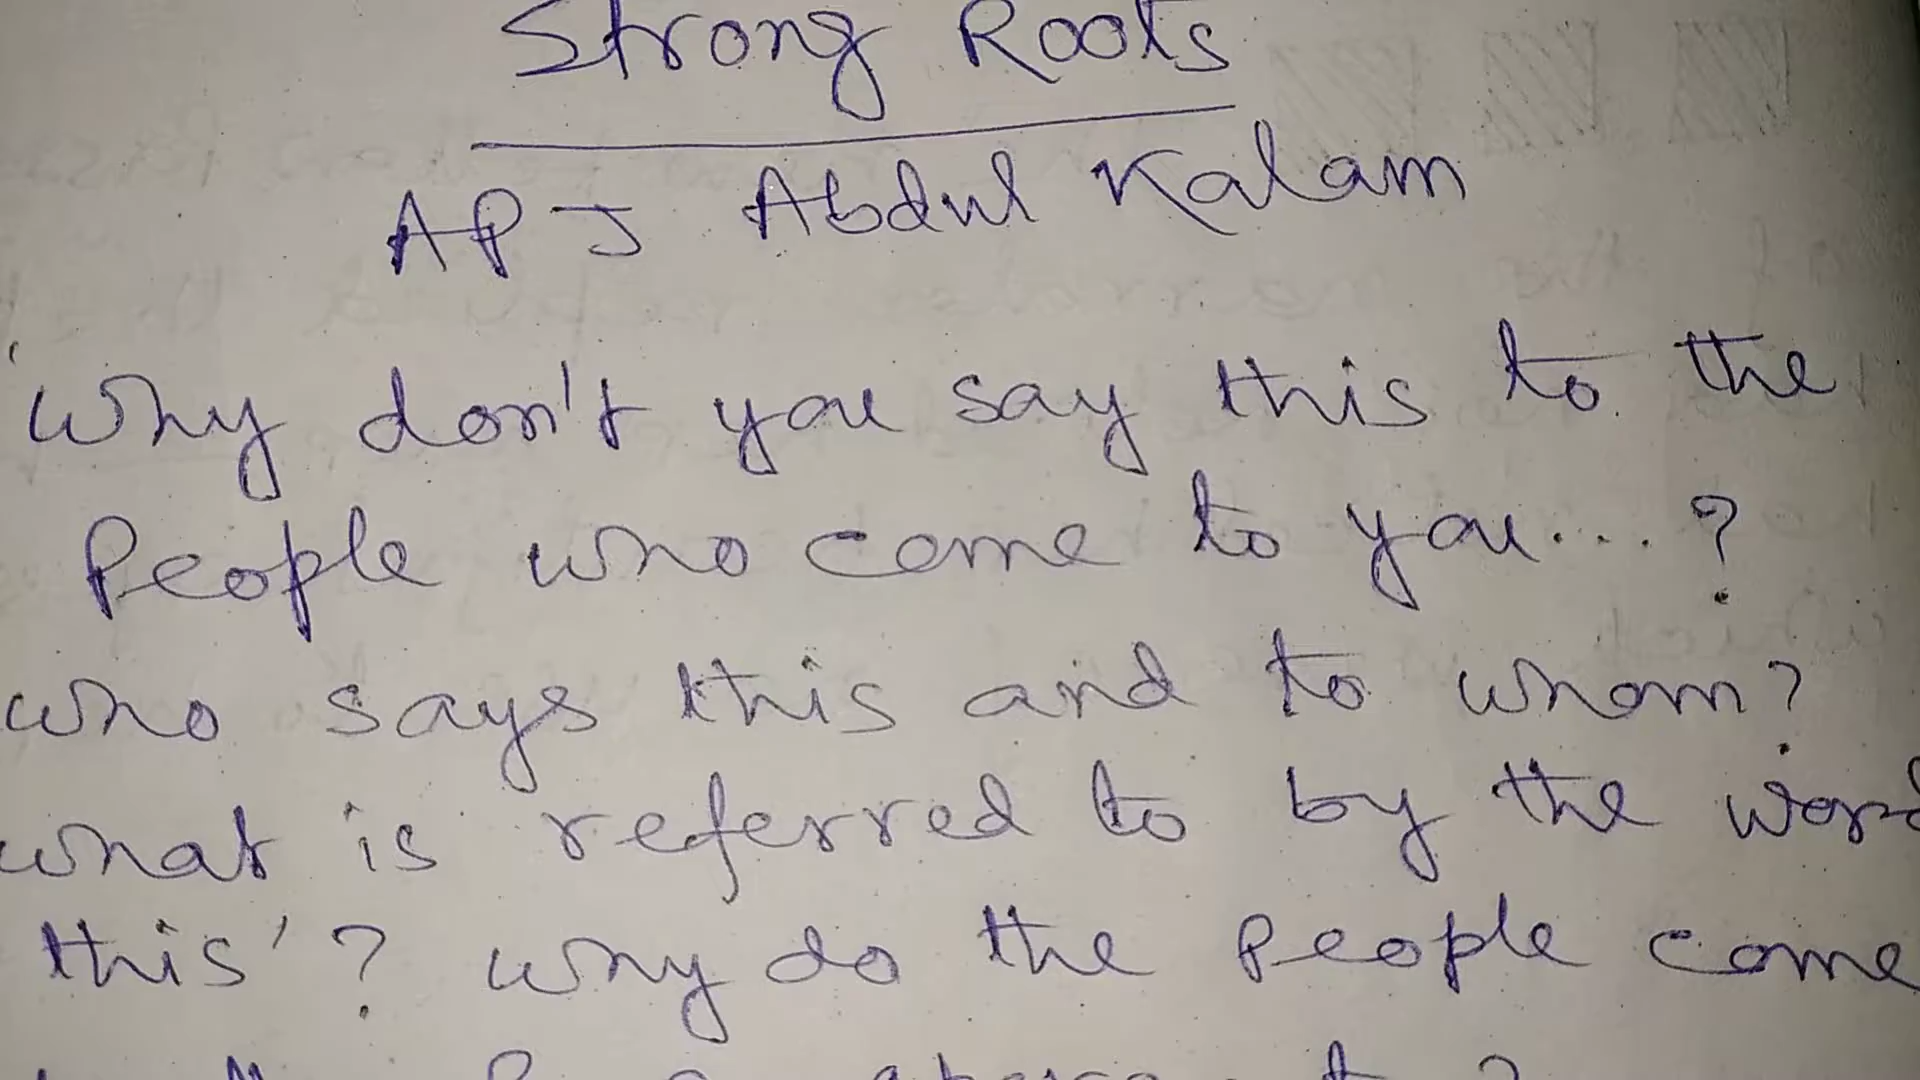 Strong Roots
APJ Abdul Kalam
'Why don't you say this to the
People who come to you...?
who says this and to whom?
what is referred to by the word
this'? why do the people come